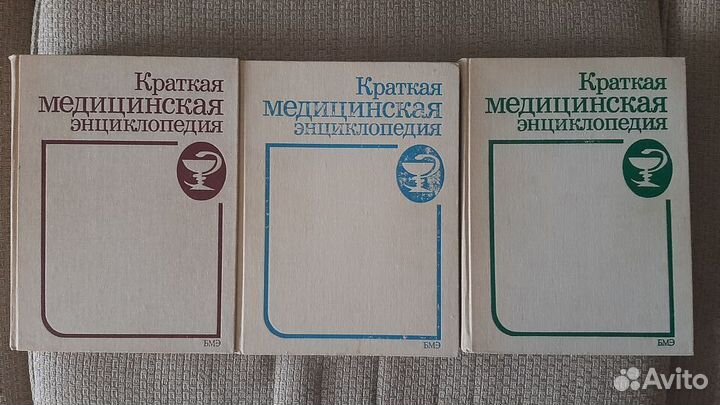 Краткая
медицинская
энциклопедия
БМЭ
Краткая
медицинская
энциклопедия
БМЭ
Краткая
медицинская
энциклопедия
БМЭ
Avito